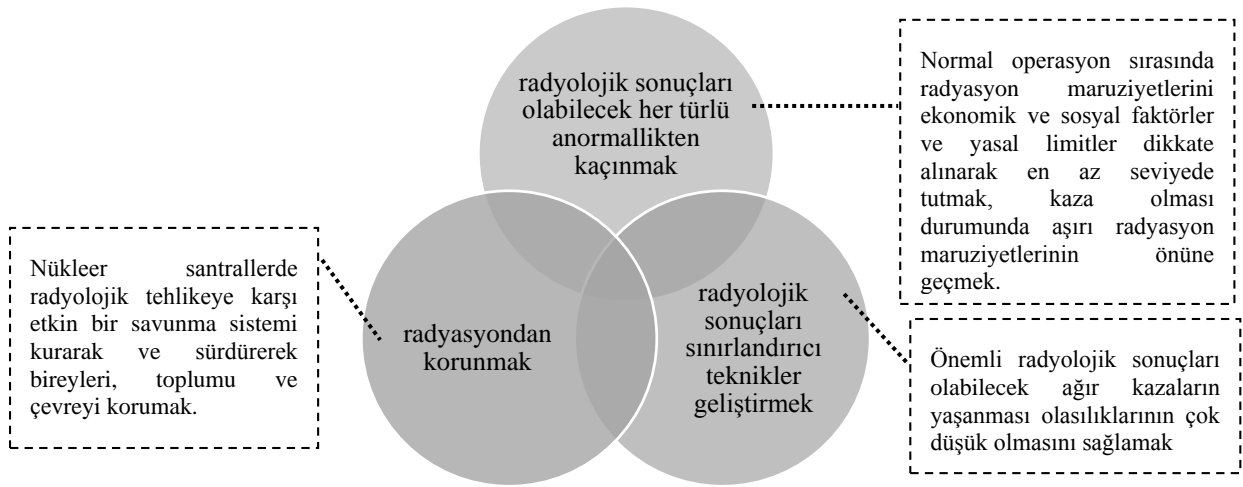 radyolojik sonuçları
olabilecek her türlü
anormallikten
kaçınmak
Normal operasyon sırasında
radyasyon maruziyetlerini
ekonomik ve sosyal faktörler
ve yasal limitler dikkate
alınarak en az seviyede
tutmak, kaza olması
durumunda aşırı radyasyon
maruziyetlerinin önüne
geçmek.
Nükleer santrallerde
radyolojik tehlikeye karşı
etkin bir savunma sistemi
kurarak ve sürdürerek
bireyleri, toplumu ve
çevreyi korumak.
radyasyondan
korunmak
radyolojik
sonuçları
sınırlandırıcı
teknikler
geliştirmek
Önemli radyolojik sonuçları
olabilecek ağır kazaların
yaşanması olasılıklarının çok
düşük olmasını sağlamak